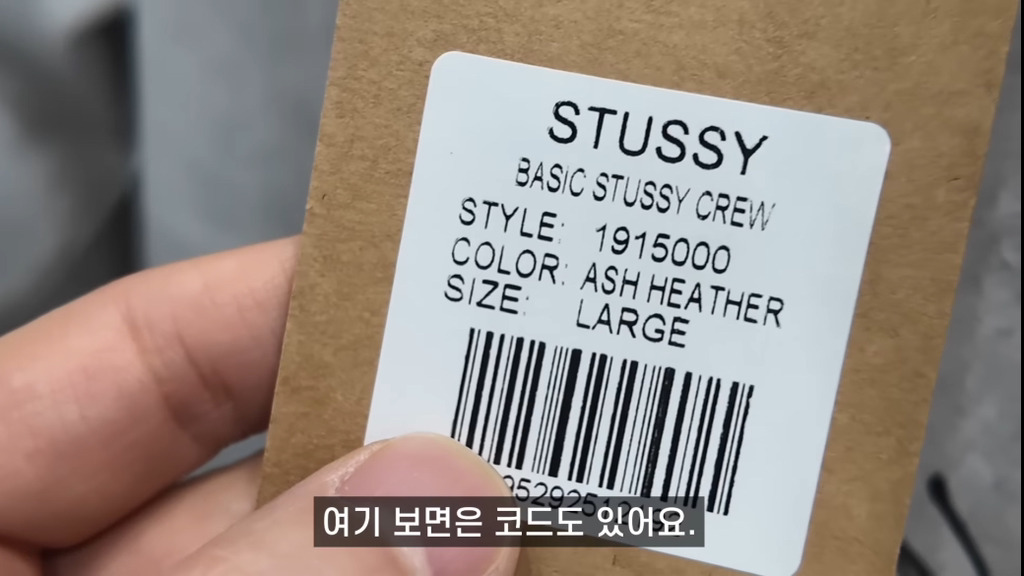 STUSSY
BASIC STUSSY CREW
STYLE: 1915000
COLOR: ASH HEATHER
SIZE: LARGE
여기 보면은 코드도 있어요.